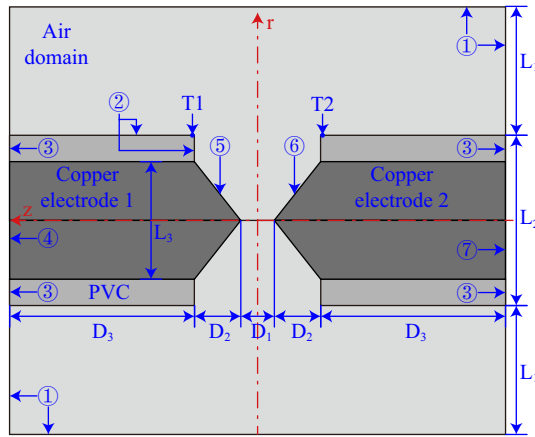 Air
domain
r
①
L
T1
T2
②
③
⑤
⑥
③
Copper
electrode 1
Copper
electrode 2
z
L₃
L₂
④
⑦
③
PVC
③
D₃
D₂
D₁
D₂
D₃
①
L